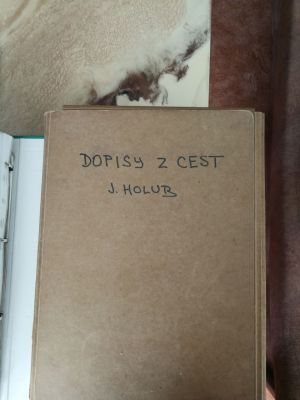 DOPISY Z CEST
J. HOLUB